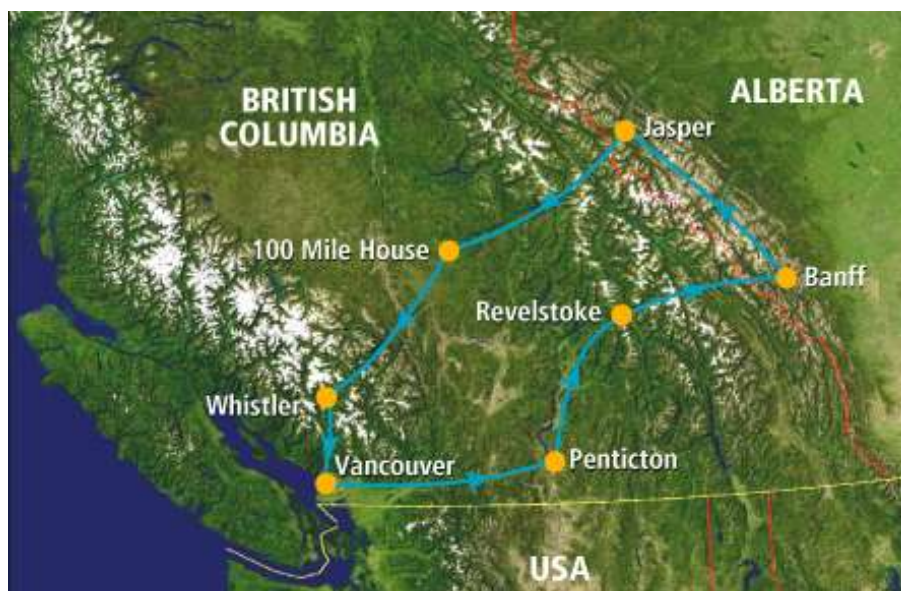 BRITISH
COLUMBIA
ALBERTA
Jasper
100 Mile House
Banff
Revelstoke
Whistler
Vancouver
Penticton
USA